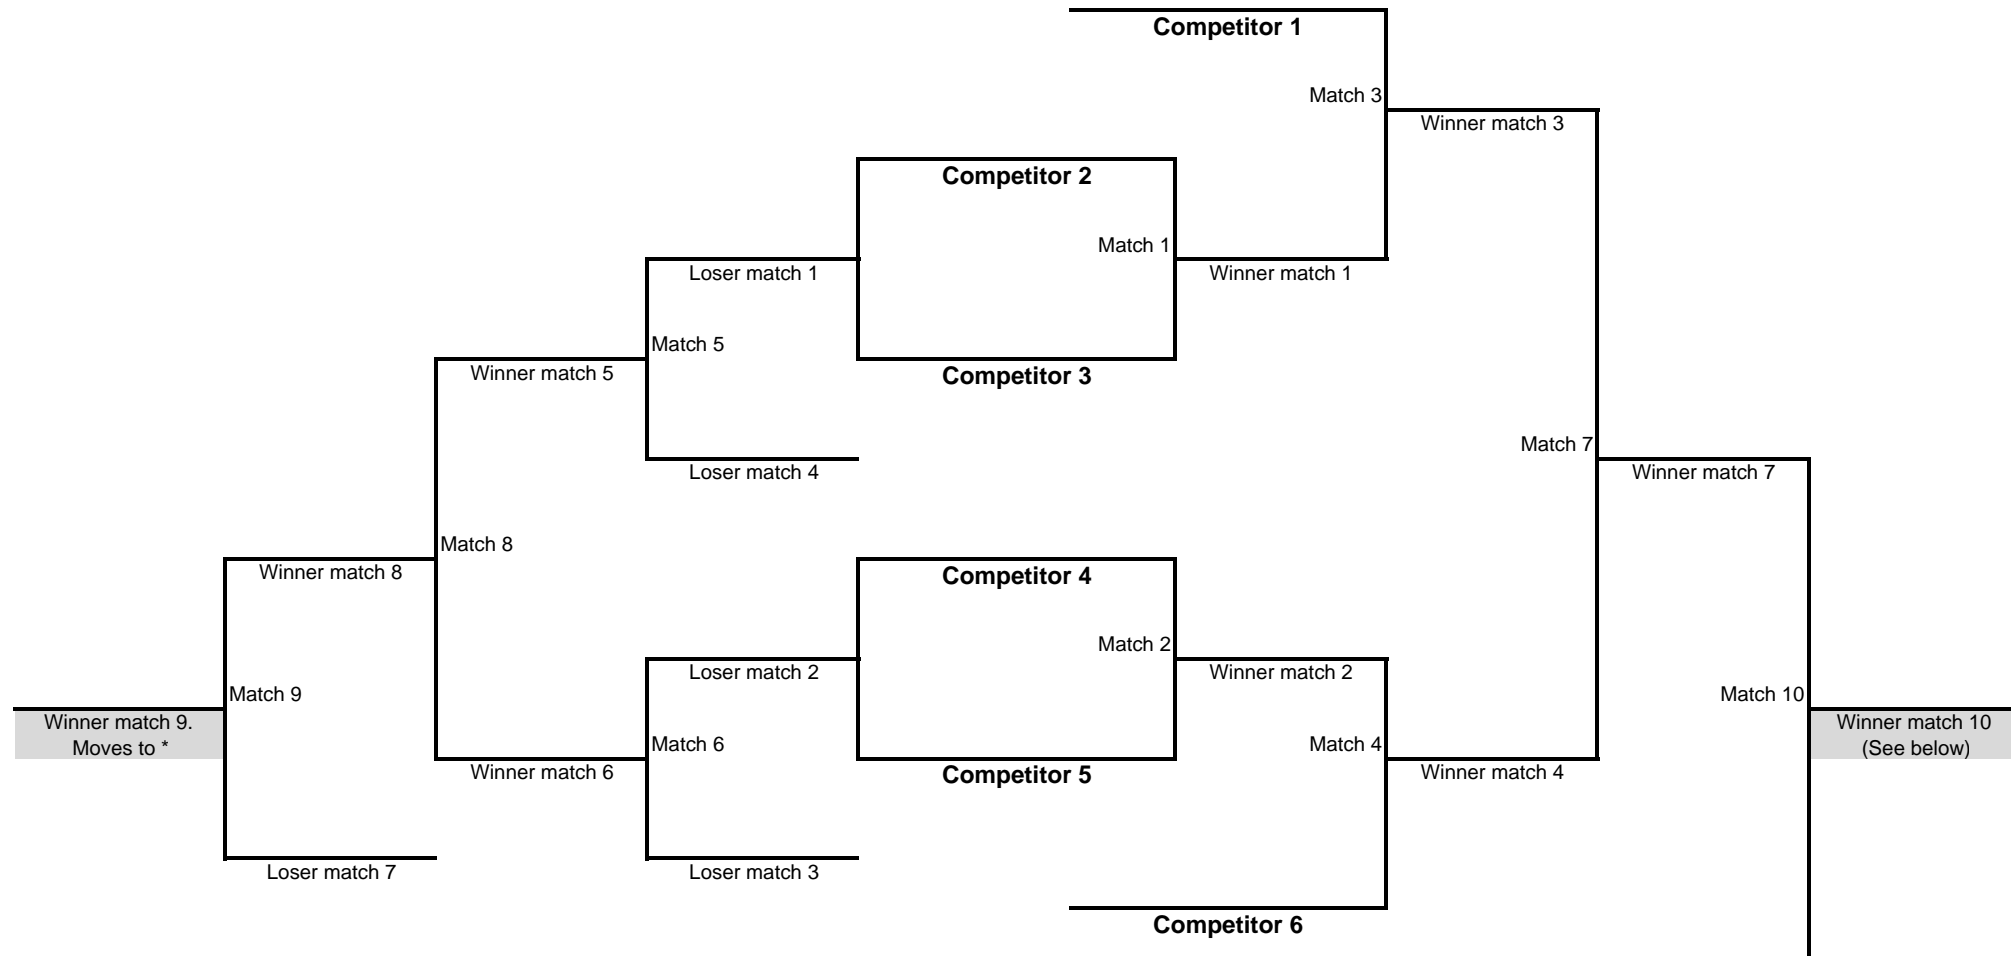 Competitor 1
Match 3
Winner match 3
Competitor 2
Match 1
Loser match 1
Winner match 1
Match 5
Winner match 5
Competitor 3
Match 7
Loser match 4
Winner match 7
Match 8
Winner match 8
Competitor 4
Match 2
Loser match 2
Winner match 2
Match 9
Match 10
Winner match 9.
Moves to *
Winner match 10
(See below)
Match 6
Match 4
Winner match 6
Competitor 5
Winner match 4
Loser match 7
Loser match 3
Competitor 6